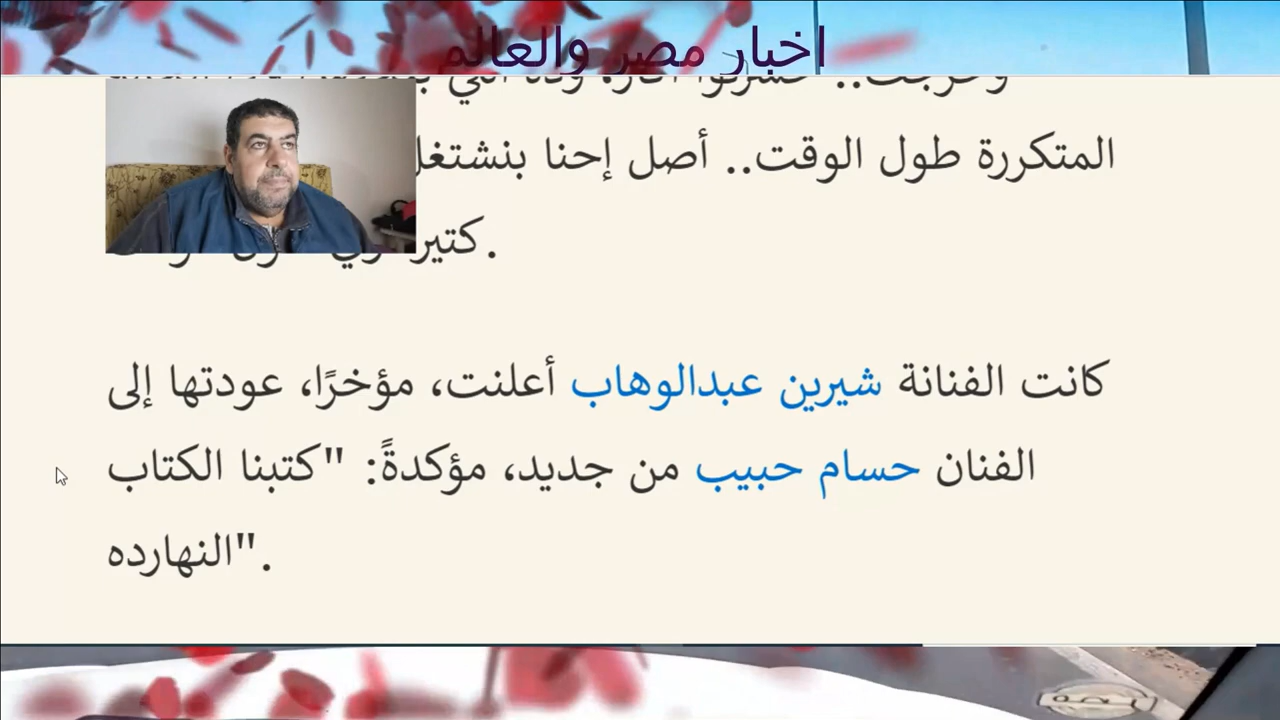 اخبار مصر والعالم
المتكررة طول الوقت.. أصل إحنا بنشتغل
كتير.
كانت الفنانة شيرين عبدالوهاب أعلنت، مؤخرًا، عودتها إلى
الفنان حسام حبيب من جديد، مؤكدةً: "كتبنا الكتاب
النهارده".